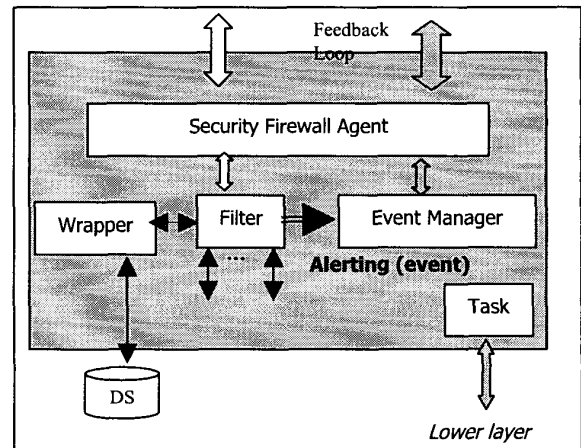 Feedback
Loop
Security Firewall Agent
Wrapper
Filter
Event Manager
...
Alerting (event)
Task
DS
Lower layer